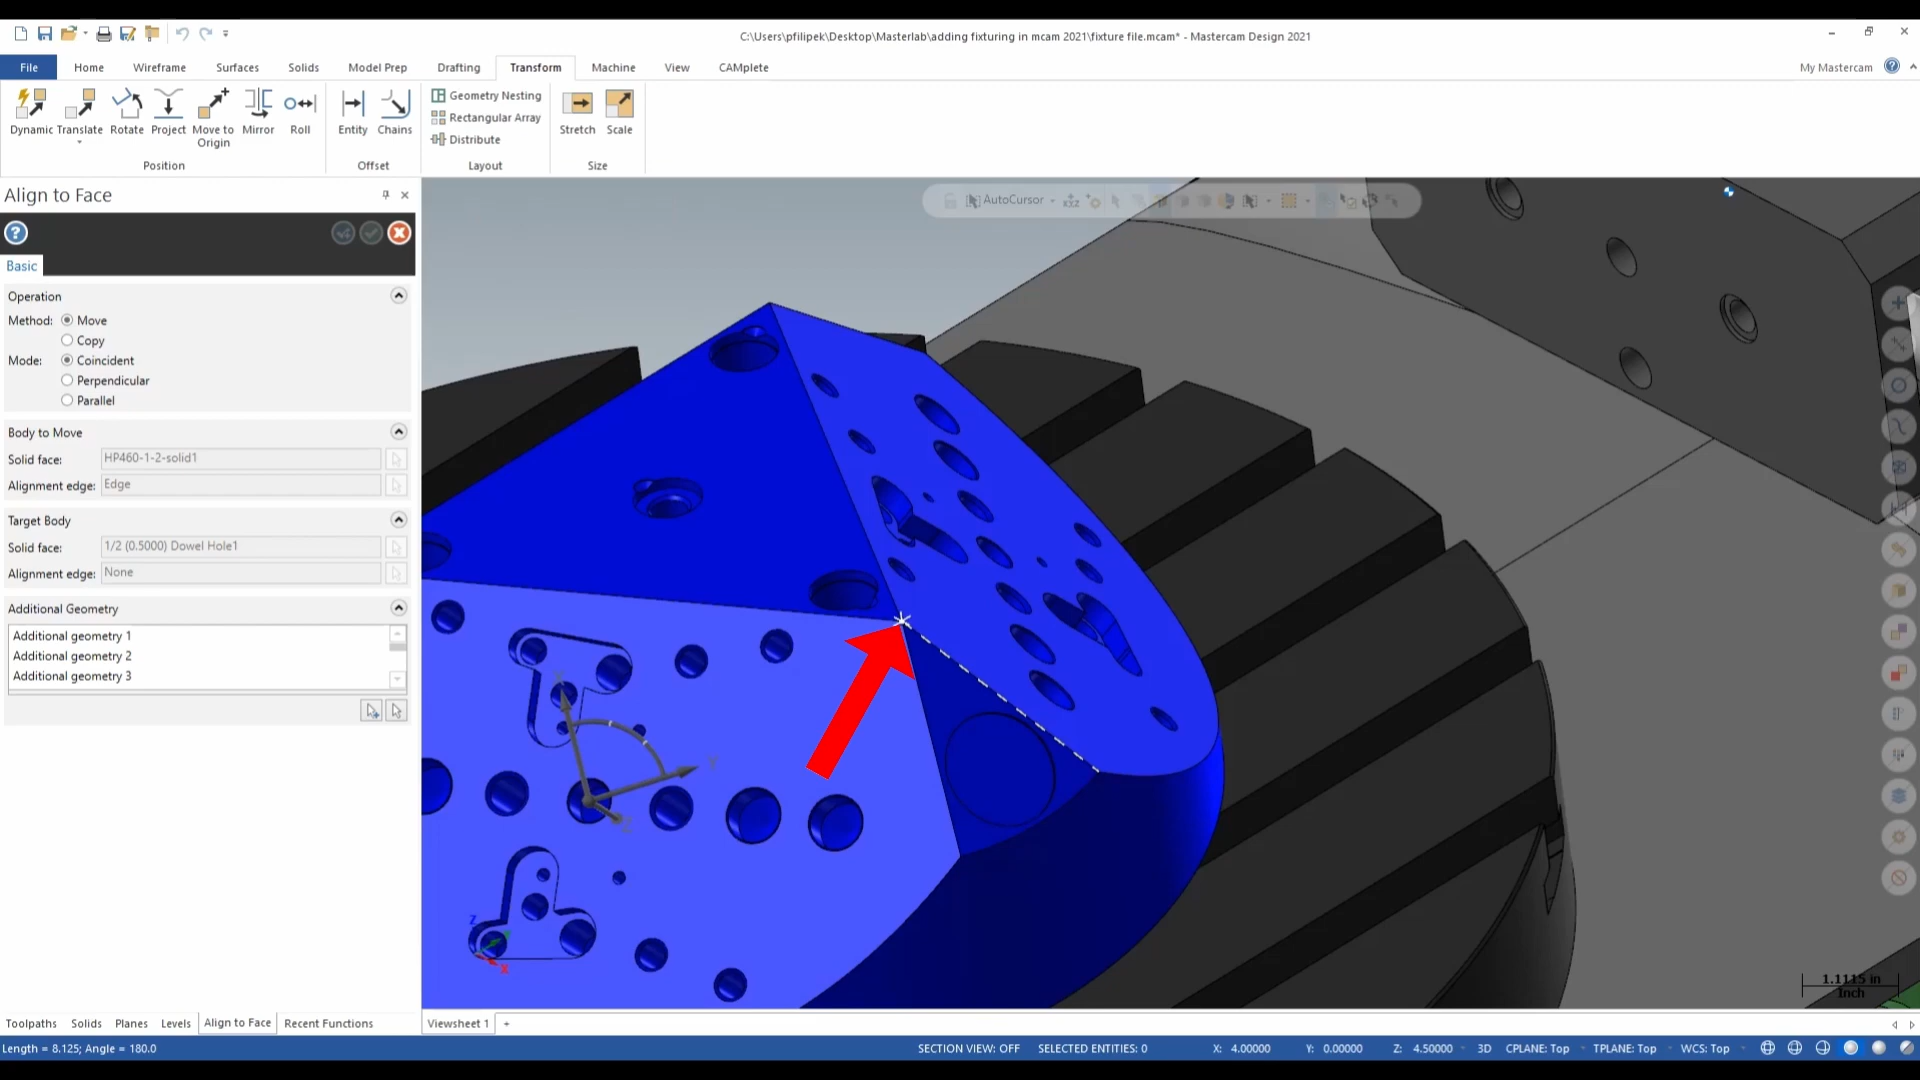 C:\Users\pfilipek\Desktop\Masterlab\adding fixturing in mcam 2021\fixture file.mcam* - Mastercam Design 2021
File
Home
Wireframe
Surfaces
Solids
Model Prep
Drafting
Transform
Machine
View
CAMplete
My Mastercam
Dynamic
Translate
Rotate
Project
Move to
Origin
Mirror
Roll
Entity
Chains
Geometry Nesting
Rectangular Array
Distribute
Stretch
Scale
Position
Offset
Layout
Size
Align to Face
AutoCursor
Basic
Operation
Method:
Move
Copy
Mode:
Coincident
Perpendicular
Parallel
Body to Move
Solid face:
HP460-1-2-solid1
Alignment edge:
Edge
Target Body
Solid face:
1/2 (0.5000) Dowel Hole1
Alignment edge:
None
Additional Geometry
Additional geometry 1
Additional geometry 2
Additional geometry 3
X
Y
Z
Z
X
1.1115 in
Inch
Toolpaths
Solids
Planes
Levels
Align to Face
Recent Functions
Viewsheet 1
+
Length = 8.125; Angle = 180.0
SECTION VIEW: OFF
SELECTED ENTITIES: 0
X: 4.00000
Y: 0.00000
Z: 4.50000
3D
CPLANE: Top
TPLANE: Top
WCS: Top